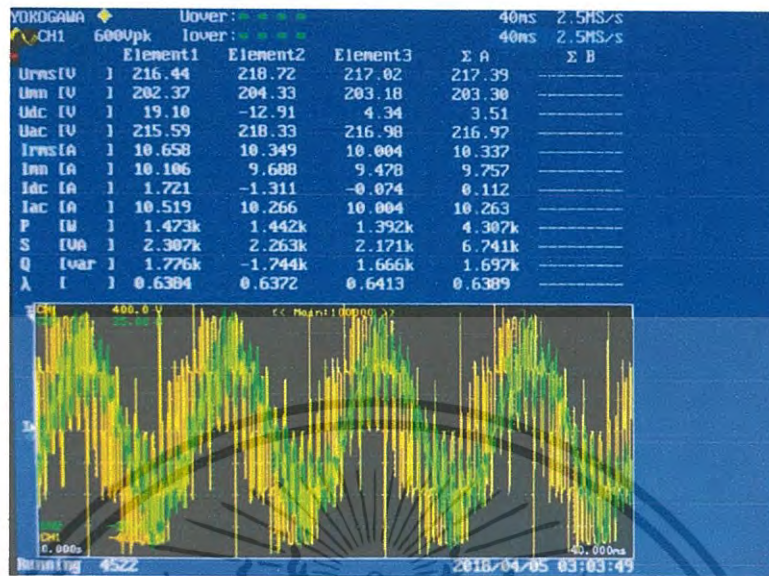 YOKOGAWA Uover: 40ms 2.5MS/s
CH1 600Vpk Iover: 40ms 2.5MS/s
Element1 Element2 Element3 Σ A Σ B
Urms[V ] 216.44 218.72 217.02 217.39
Umn [V ] 202.37 204.33 203.18 203.30
Udc [V ] 19.10 -12.91 4.34 3.51
Uac [V ] 215.59 218.33 216.98 216.97
Irms[A ] 10.658 10.349 10.004 10.337
Imn [A ] 10.106 9.688 9.478 9.757
Idc [A ] 1.721 -1.311 -0.074 0.112
Iac [A ] 10.519 10.266 10.004 10.263
P [W ] 1.473k 1.442k 1.392k 4.307k
S [VA ] 2.307k 2.263k 2.171k 6.741k
Q [var ] 1.776k -1.744k 1.666k 1.697k
λ [ ] 0.6384 0.6372 0.6413 0.6389
CH1 400.0 V << Main:100000 >>
CH1
0.000s 40.000ms
Running 4522 2018/04/05 03:03:49